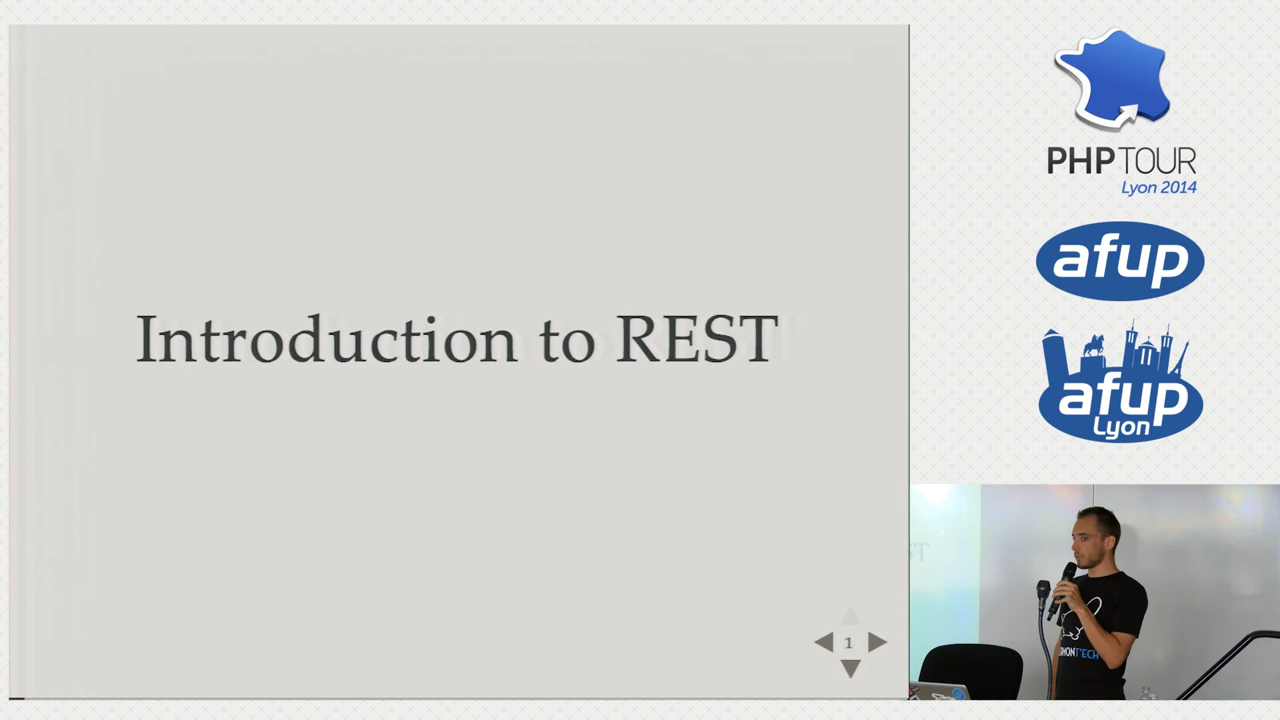 Introduction to REST
1
PHPTOUR
Lyon 2014
afup
afup
Lyon